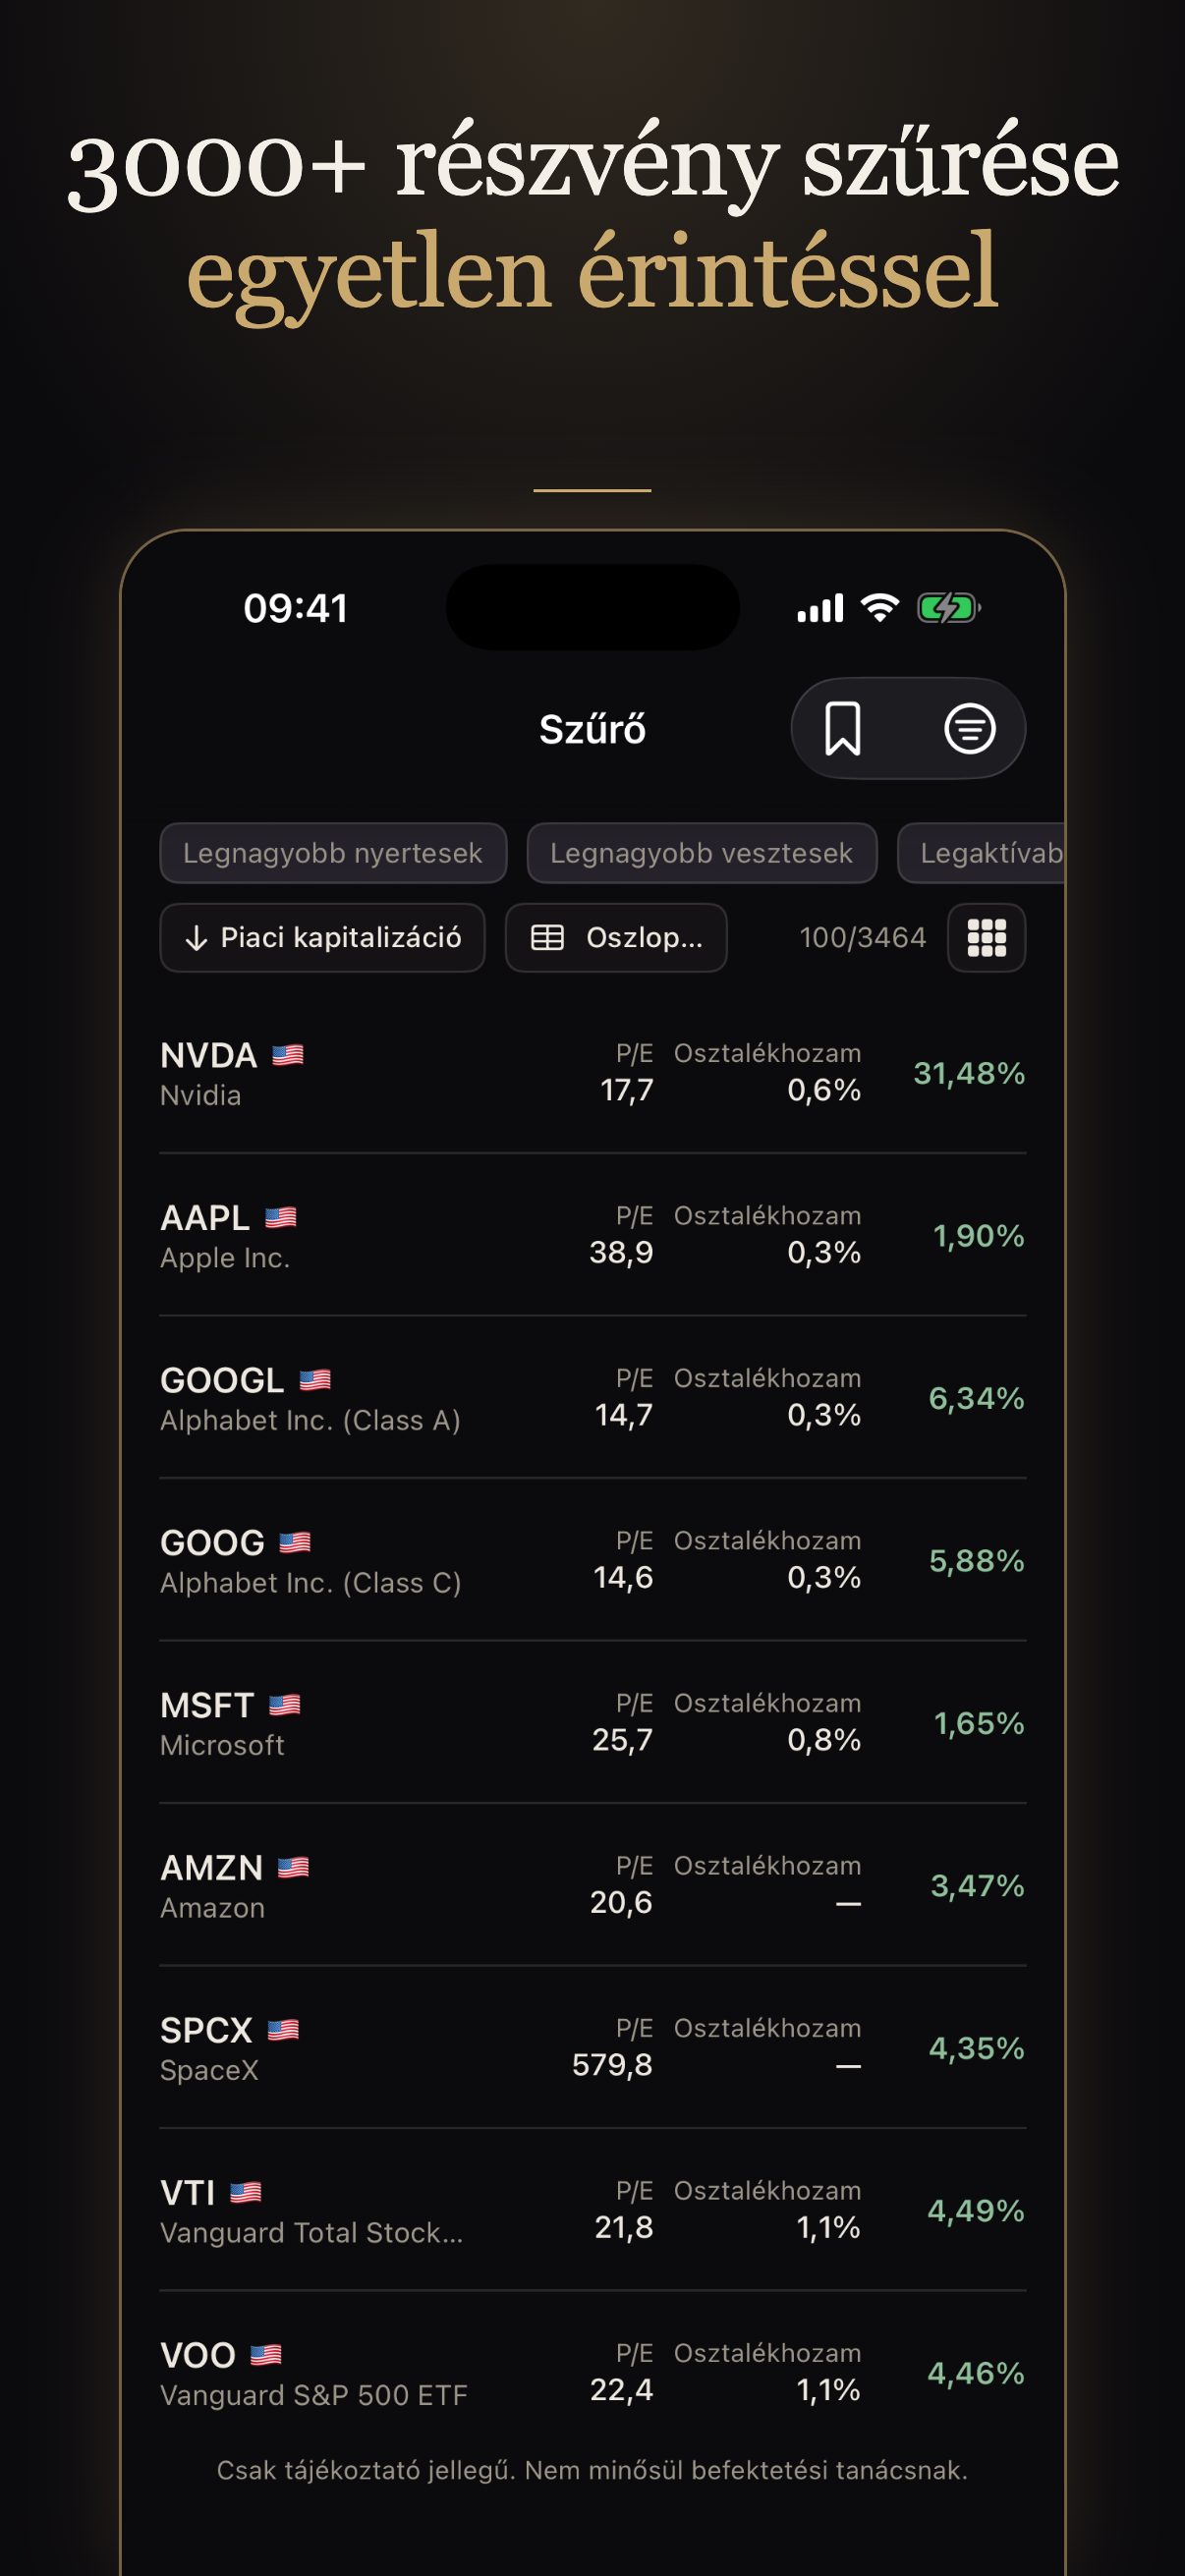 3000+ részvény szűrése
egyetlen érintéssel
09:41
Szűrő
Legnagyobb nyertesek Legnagyobb vesztesek Legaktívab
Piaci kapitalizáció Oszlop... 100/3464
NVDA P/E Osztalékhozam 31,48%
Nvidia 17,7 0,6%
AAPL P/E Osztalékhozam 1,90%
Apple Inc. 38,9 0,3%
GOOGL P/E Osztalékhozam 6,34%
Alphabet Inc. (Class A) 14,7 0,3%
GOOG P/E Osztalékhozam 5,88%
Alphabet Inc. (Class C) 14,6 0,3%
MSFT P/E Osztalékhozam 1,65%
Microsoft 25,7 0,8%
AMZN P/E Osztalékhozam 3,47%
Amazon 20,6 —
SPCX P/E Osztalékhozam 4,35%
SpaceX 579,8 —
VTI P/E Osztalékhozam 4,49%
Vanguard Total Stock... 21,8 1,1%
VOO P/E Osztalékhozam 4,46%
Vanguard S&P 500 ETF 22,4 1,1%
Csak tájékoztató jellegű. Nem minősül befektetési tanácsnak.